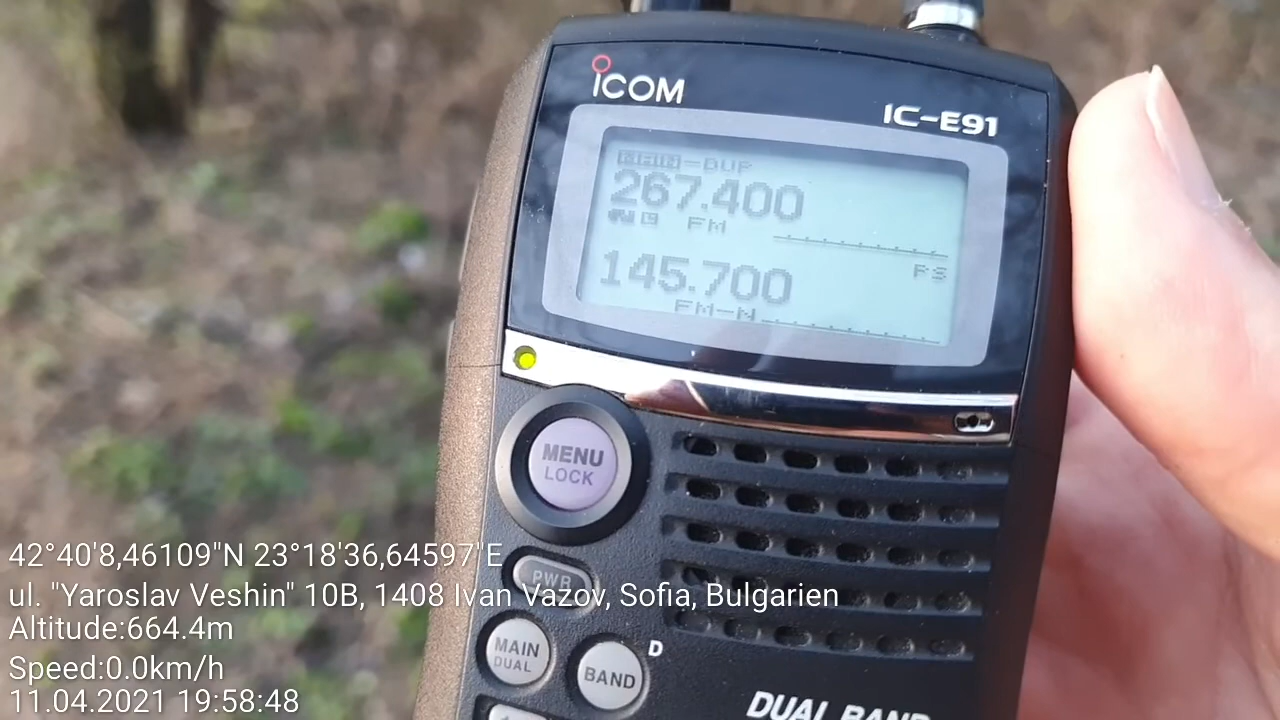 ICOM
IC-E91
-DUP
267.400
FM
145.700
PS
FM-N
MENU
LOCK
PWR
MAIN
DUAL
BAND
D
DUAL BAND
42°40'8,46109"N 23°18'36,64597"E
ul. "Yaroslav Veshin" 10B, 1408 Ivan Vazov, Sofia, Bulgarien
Altitude:664.4m
Speed:0.0km/h
11.04.2021 19:58:48